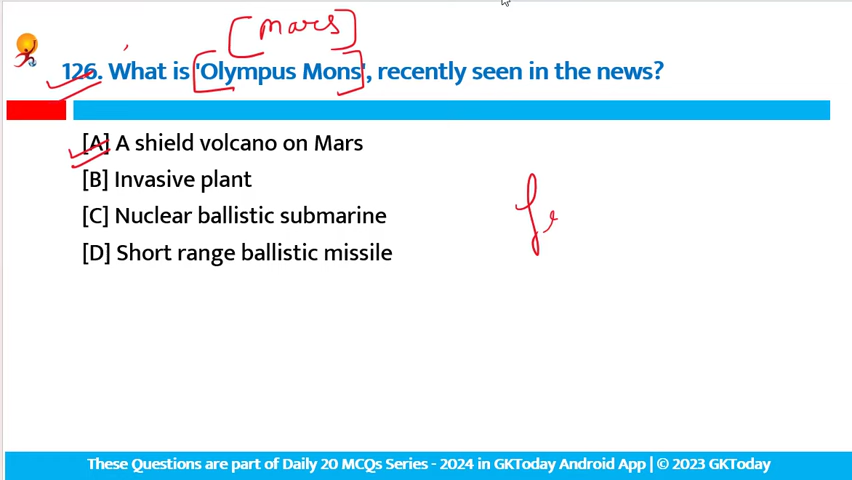 [Mars]
126. What is 'Olympus Mons', recently seen in the news?
[A] A shield volcano on Mars
[B] Invasive plant
[C] Nuclear ballistic submarine
[D] Short range ballistic missile
These Questions are part of Daily 20 MCQs Series - 2024 in GKToday Android App | © 2023 GKToday